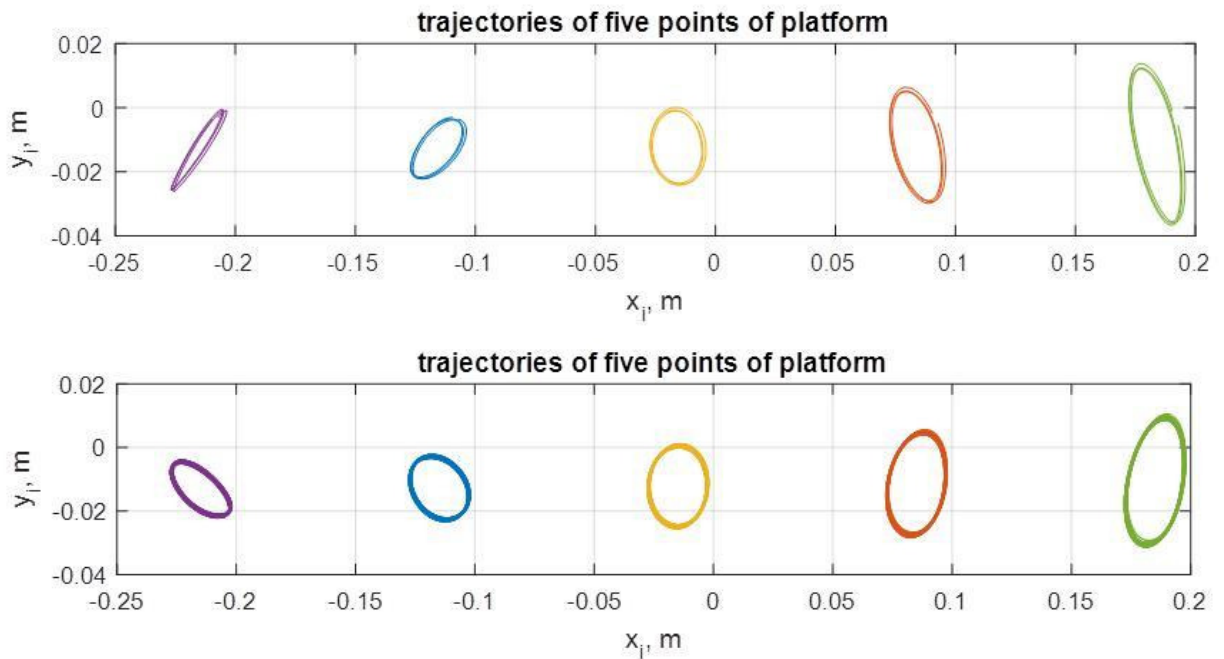 trajectories of five points of platform
0.02
0
-0.02
-0.04
y_i, m
-0.25 -0.2 -0.15 -0.1 -0.05 0 0.05 0.1 0.15 0.2
x_i, m
trajectories of five points of platform
0.02
0
-0.02
-0.04
y_i, m
-0.25 -0.2 -0.15 -0.1 -0.05 0 0.05 0.1 0.15 0.2
x_i, m